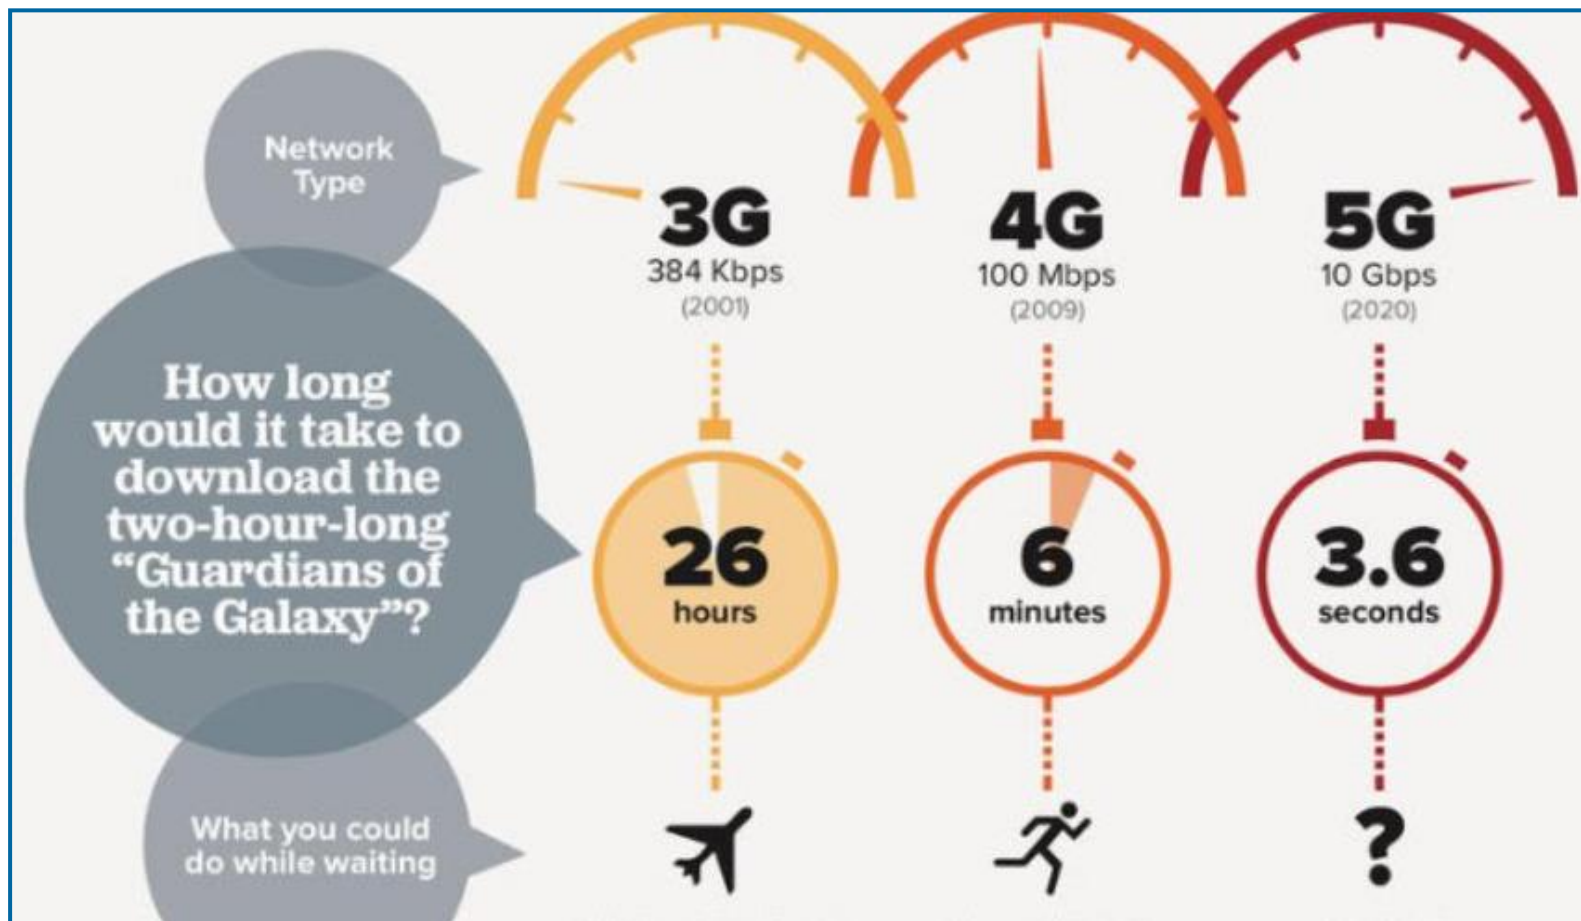 Network
Type
3G
384 Kbps
(2001)
4G
100 Mbps
(2009)
5G
10 Gbps
(2020)
How long
would it take to
download the
two-hour-long
“Guardians of
the Galaxy”?
26
hours
6
minutes
3.6
seconds
What you could
do while waiting
?